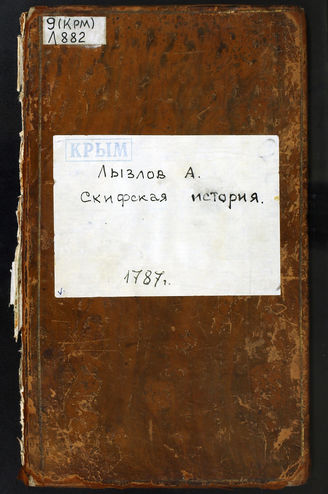 9(КРМ)
Л882
КРЫМ
Лызлов А.
Скифская история.
1787г.